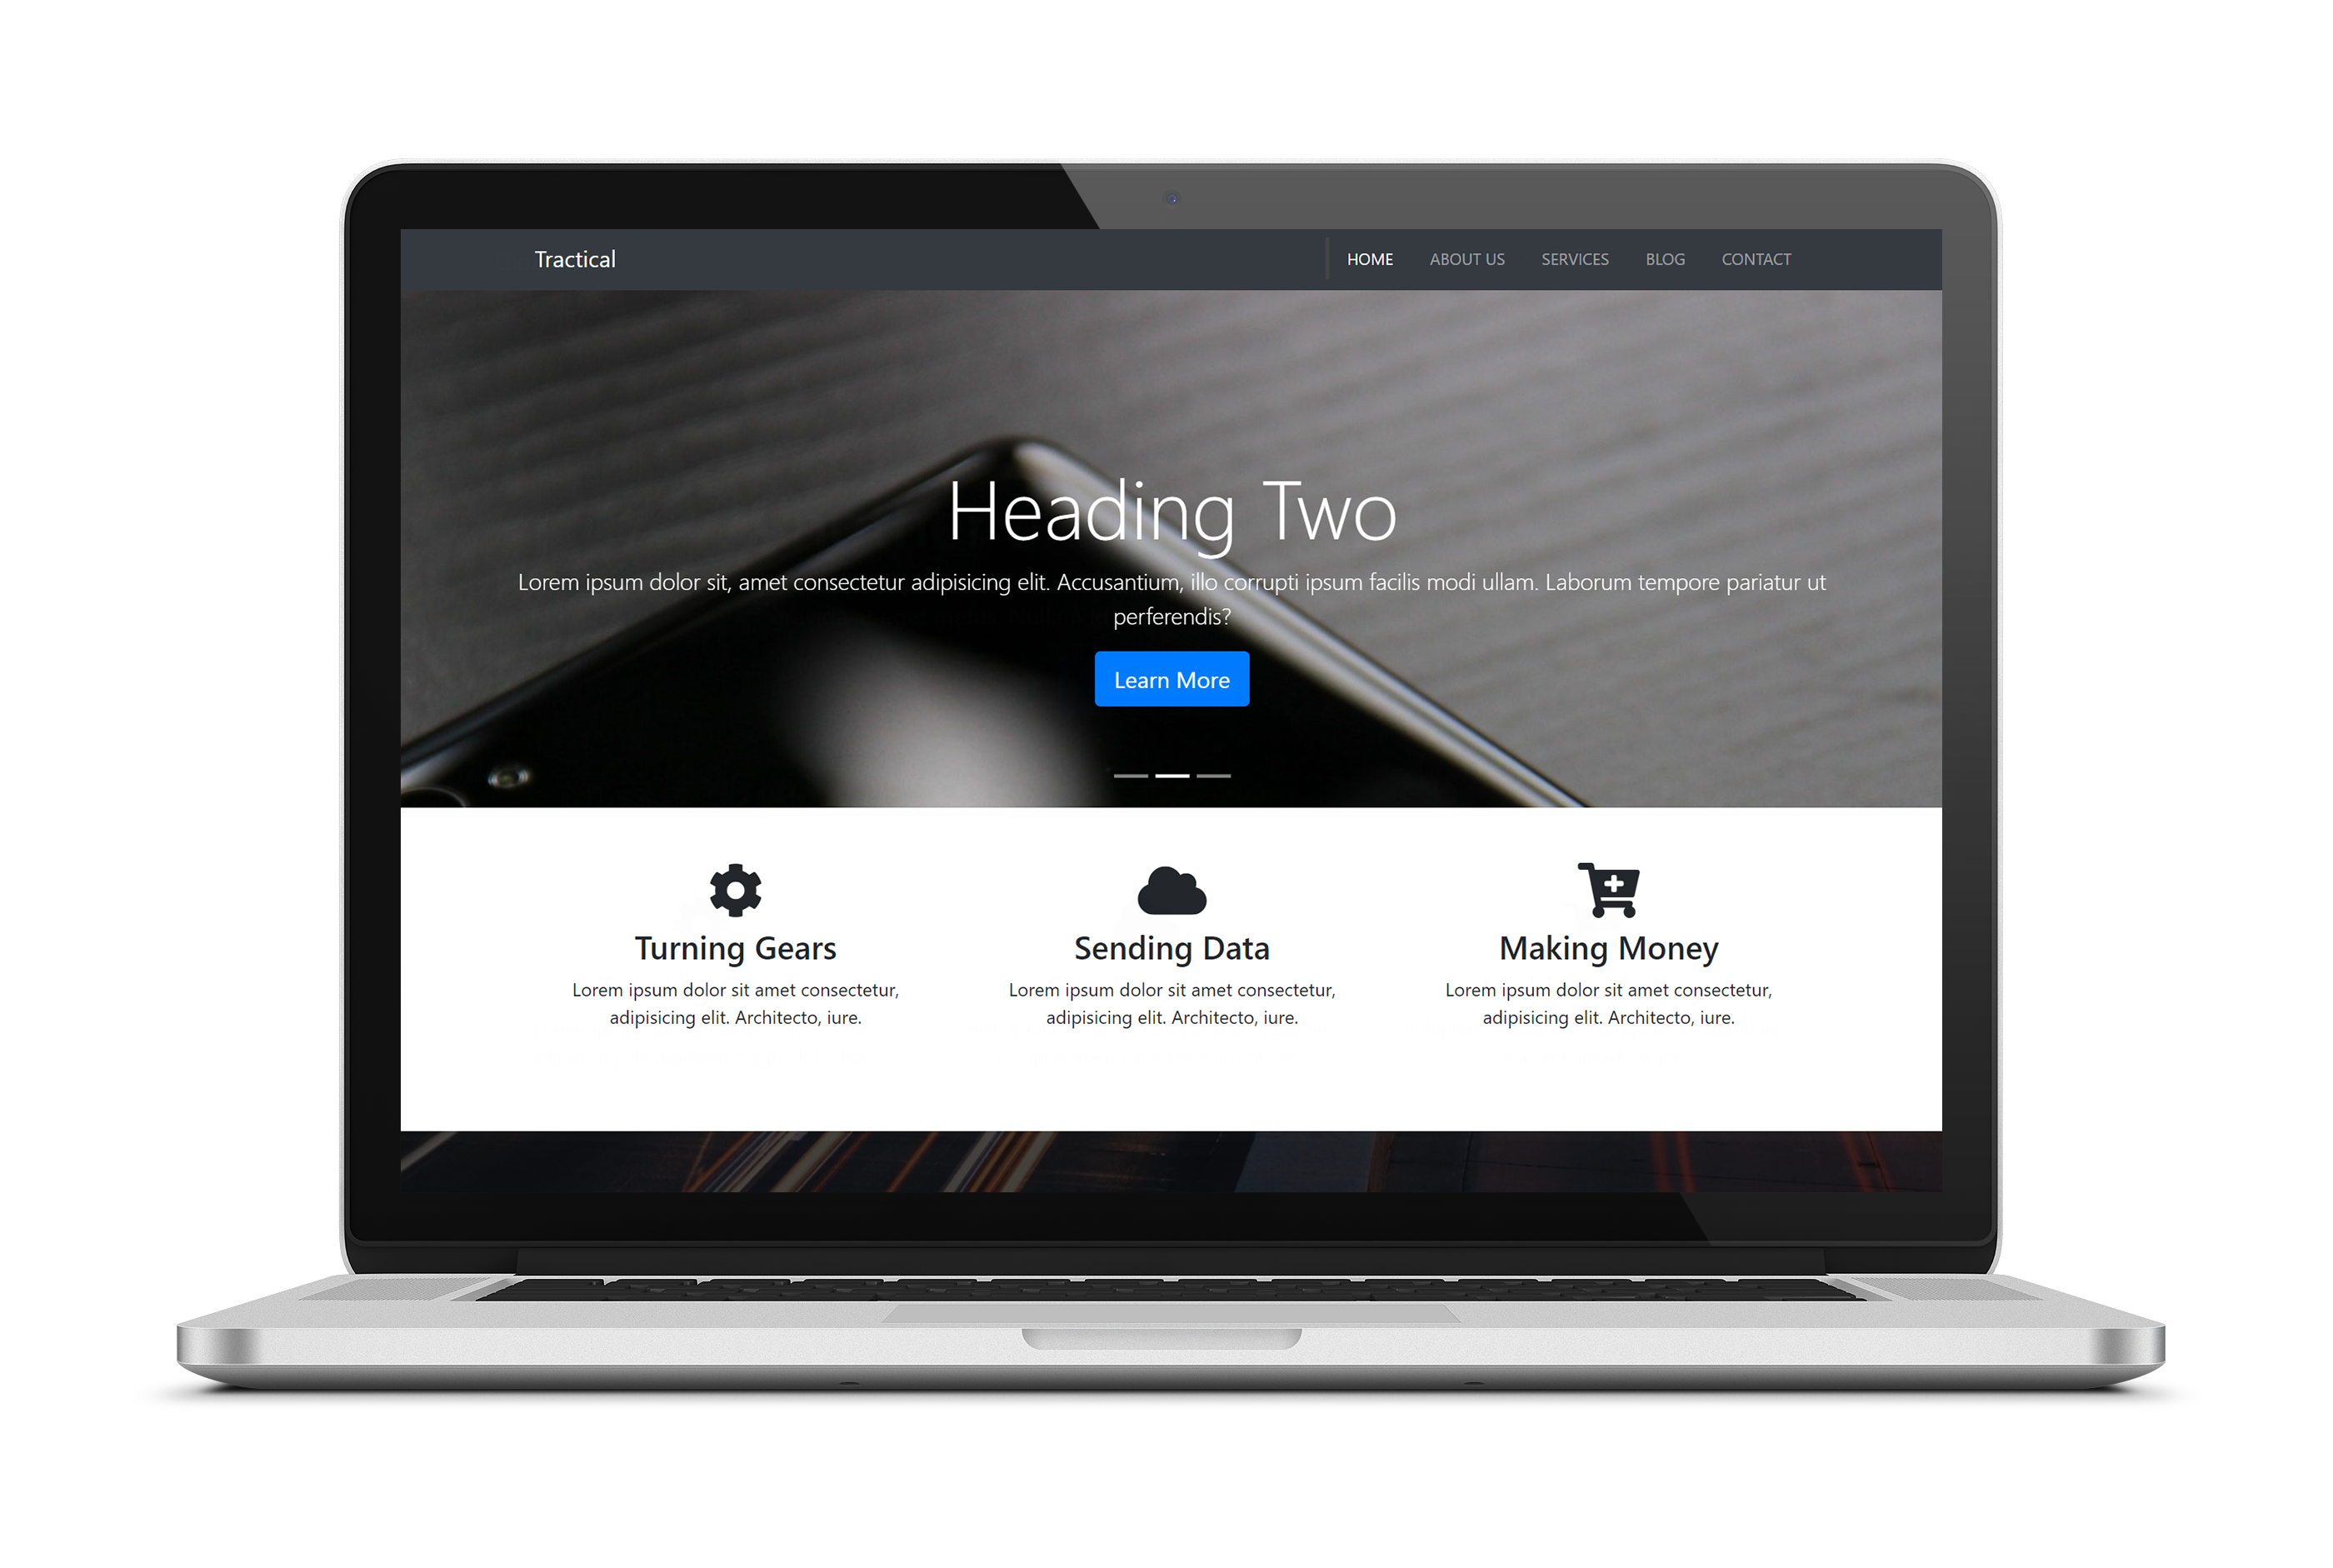 Tractical
HOME ABOUT US SERVICES BLOG CONTACT
Heading Two
Lorem ipsum dolor sit, amet consectetur adipisicing elit. Accusantium, illo corrupti ipsum facilis modi ullam. Laborum tempore pariatur ut
perferendis?
Learn More
Turning Gears
Lorem ipsum dolor sit amet consectetur,
adipisicing elit. Architecto, iure.
Sending Data
Lorem ipsum dolor sit amet consectetur,
adipisicing elit. Architecto, iure.
Making Money
Lorem ipsum dolor sit amet consectetur,
adipisicing elit. Architecto, iure.